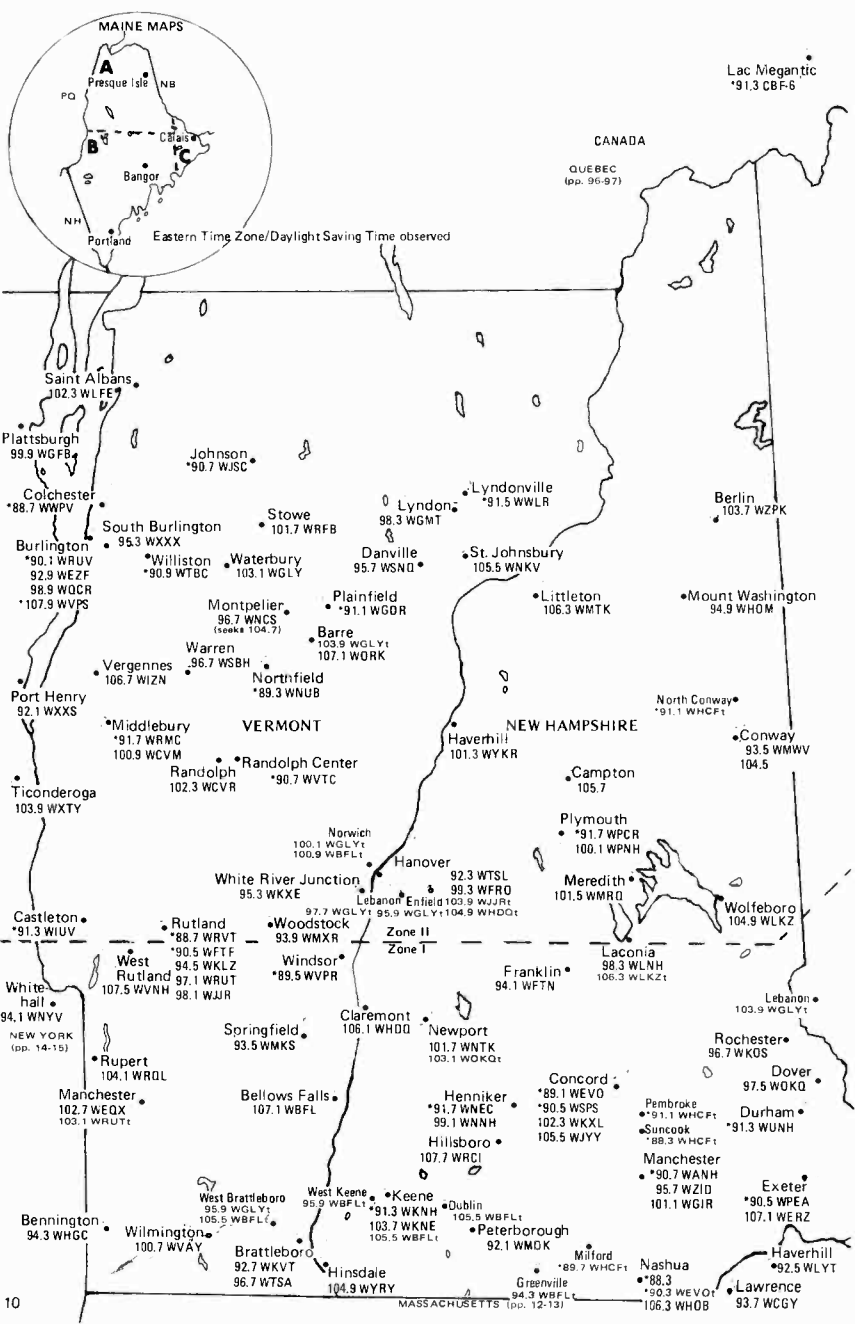 MAINE MAPS
A
Presque Isle
NB
PQ
B
Calais
C
Bangor
NH
Portland
Eastern Time Zone/Daylight Saving Time observed
Lac Megantic
*91.3 CBF-6
CANADA
QUEBEC
(pp. 96-97)
Saint Albans
102.3 WLFE
Plattsburgh
99.9 WGFB
Johnson
*90.7 WJSC
Colchester
*88.7 WWPV
Lyndonville
*91.5 WWLR
Lyndon
98.3 GMT
Berlin
103.7 WZPK
Stowe
101.7 WRFB
South Burlington
95.3 WXXX
Burlington
*90.1 WRUV
92.9 WEZF
98.9 WQCR
*107.9 WVPS
Williston
*90.9 WTBC
Waterbury
103.1 WGLY
Danville
95.7 WSNQ
St. Johnsbury
105.5 WNKV
Montpelier
96.7 WNCS
(seeks 104.7)
Plainfield
*91.1 WGDR
Littleton
106.3 WMTK
Mount Washington
94.9 WHOM
Barre
103.9 WGLYt
107.1 WORK
Warren
96.7 WSBH
Vergennes
106.7 WIZN
Northfield
*89.3 WNUB
Port Henry
92.1 WXXS
North Conway
*91.1 WHCFt
Middlebury
*91.7 WRMC
100.9 WCVM
VERMONT
NEW HAMPSHIRE
Haverhill
101.3 WYKR
Conway
93.5 WMWV
104.5
Randolph
102.3 WCVR
Randolph Center
*90.7 WVTC
Campton
105.7
Ticonderoga
103.9 WXTY
Plymouth
*91.7 WPCR
100.1 WPNH
Norwich
100.1 WGLYt
100.9 WBFLt
Hanover
92.3 WTSL
99.3 WFRD
White River Junction
95.3 WKXE
Lebanon
97.7 WGLYt
Enfield
95.9 WGLYt
103.9 WJJRt
104.9 WHDQt
Meredith
101.5 WMRQ
Wolfeboro
104.9 WLKZ
Castleton
*91.3 WIUV
Rutland
*88.7 WRVT
*90.5 WFTF
94.5 WKLZ
97.1 WRUT
98.1 WJJR
Woodstock
93.9 WMXR
Zone II
Zone I
West
Rutland
107.5 WVNH
Windsor
*89.5 WVPR
Laconia
98.3 WLNH
106.3 WLKZt
Franklin
94.1 WFTN
White-
hall
94.1 WNYV
NEW YORK
(pp. 14-15)
Lebanon
103.9 WGLYt
Claremont
106.1 WHDQ
Newport
101.7 WNTK
103.1 WOKQt
Springfield
93.5 WMKS
Rochester
96.7 WKOS
Rupert
104.1 WRQL
Dover
97.5 WOKQ
Manchester
102.7 WEQX
103.1 WRUTt
Bellows Falls
107.1 WBFL
Henniker
*91.7 WNEC
99.1 WNNH
Concord
*89.1 WEVO
*90.5 WSPS
102.3 WKXL
105.5 WJYY
Pembroke
*91.1 WHCFt
Suncook
*88.3 WHCFt
Durham
*91.3 WUNH
Hillsboro
107.7 WRCI
Manchester
*90.7 WANH
95.7 WZID
101.1 WGIR
Exeter
*90.5 WPEA
107.1 WERZ
West Brattleboro
95.9 WGLYt
105.5 WBFLt
West Keene
95.9 WBFLt
Keene
*91.3 WKNH
103.7 WKNE
105.5 WBFLt
Dublin
105.5 WBFLt
Bennington
94.3 WHGC
Wilmington
100.7 WVAY
Peterborough
92.1 WMDK
Brattleboro
92.7 WKVT
96.7 WTSA
Milford
*89.7 WHCFt
Haverhill
*92.5 WLYT
Hinsdale
104.9 WYRY
Greenville
94.3 WBFLt
Nashua
*88.3
*90.3 WEVOt
106.3 WHOB
Lawrence
93.7 WCGY
10
MASSACHUSETTS (pp. 12-13)